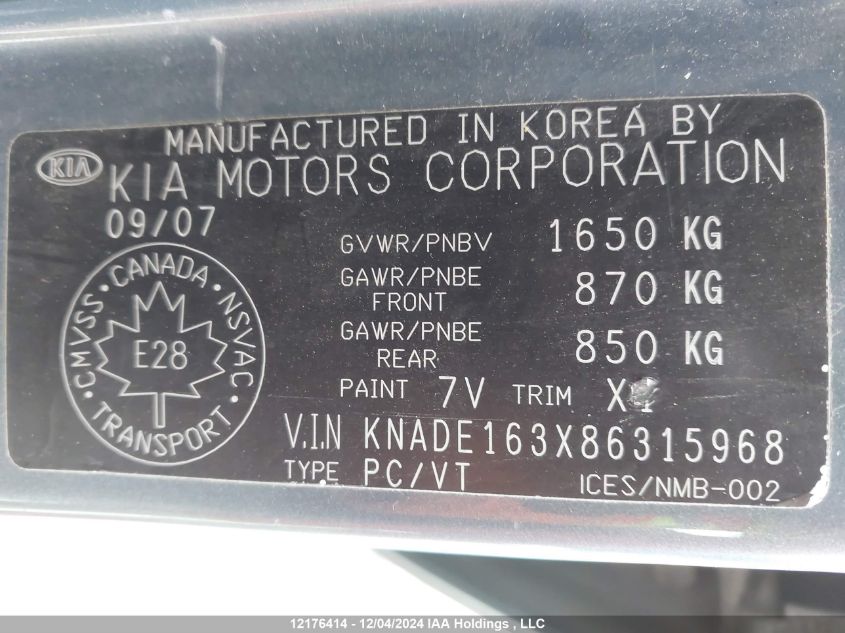 MANUFACTURED IN KOREA BY
KIA KIA MOTORS CORPORATION
09/07
GVWR/PNBV 1650 KG
GAWR/PNBE FRONT 870 KG
GAWR/PNBE REAR 850 KG
CANADA
CMVSS · NSVAC
E28
TRANSPORT
PAINT 7V TRIM
V.I.N KNADE163X86315968
TYPE PC/VT
ICES/NMB-002
12176414 - 12/04/2024 IAA Holdings , LLC